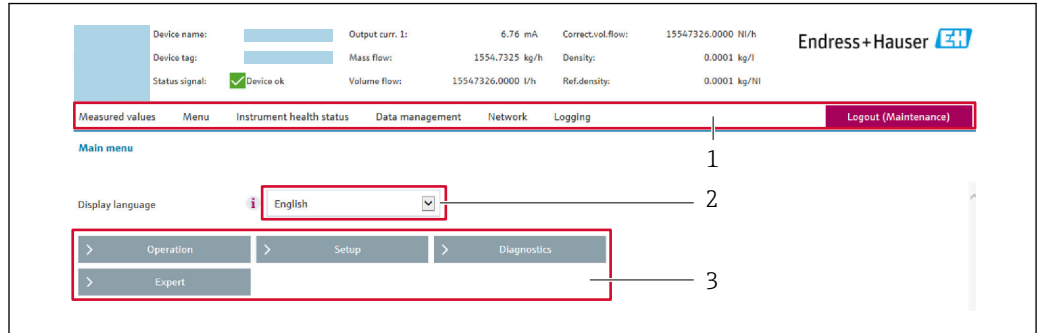 Device name: Output curr. 1: 6.76 mA Correct.vol.flow: 15547326.0000 Nl/h
Endress+Hauser EH
Device tag: Mass flow: 1554.7325 kg/h Density: 0.0001 kg/l
Status signal: Device ok Volume flow: 15547326.0000 l/h Ref.density: 0.0001 kg/Nl
Measured values Menu Instrument health status Data management Network Logging Logout (Maintenance)
1
Main menu
Display language i English 2
> Operation > Setup > Diagnostics
> Expert 3